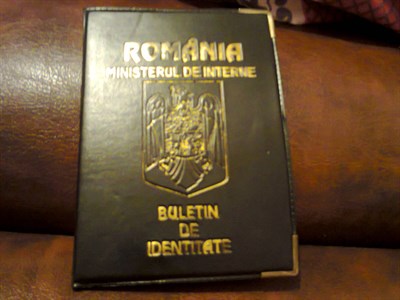 ROMÂNIA
MINISTERUL DE INTERNE
BULETIN
DE
IDENTITATE